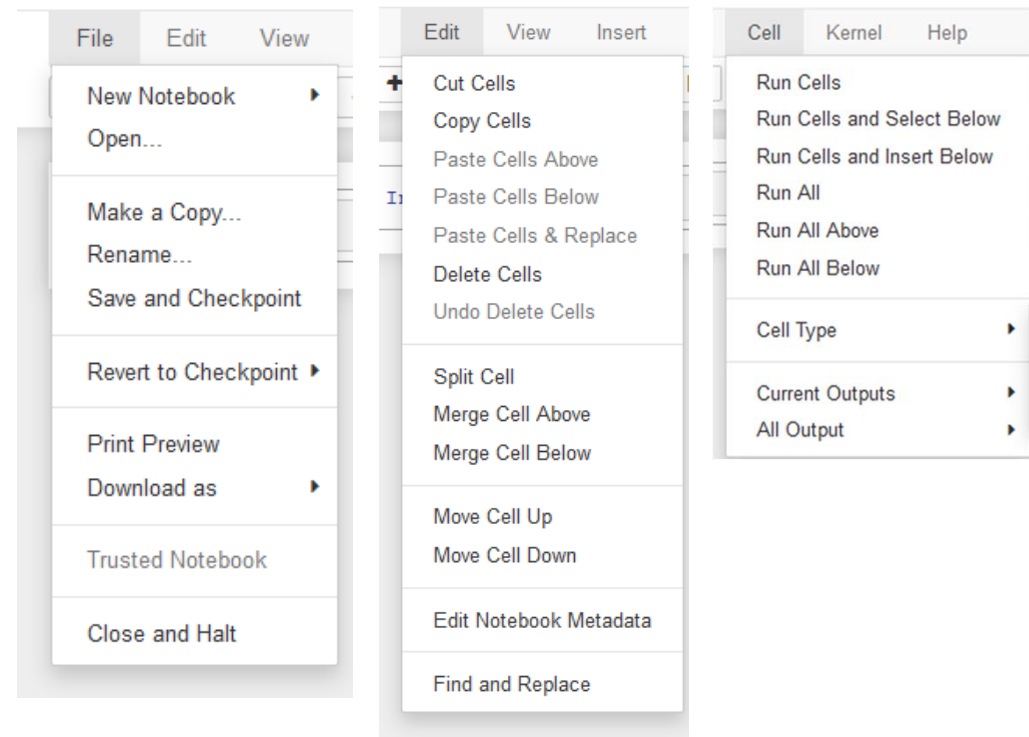 File Edit View
New Notebook
Open...
Make a Copy...
Rename...
Save and Checkpoint
Revert to Checkpoint
Print Preview
Download as
Trusted Notebook
Close and Halt
Edit View Insert
Cut Cells
Copy Cells
Paste Cells Above
Paste Cells Below
Paste Cells & Replace
Delete Cells
Undo Delete Cells
Split Cell
Merge Cell Above
Merge Cell Below
Move Cell Up
Move Cell Down
Edit Notebook Metadata
Find and Replace
Cell Kernel Help
Run Cells
Run Cells and Select Below
Run Cells and Insert Below
Run All
Run All Above
Run All Below
Cell Type
Current Outputs
All Output